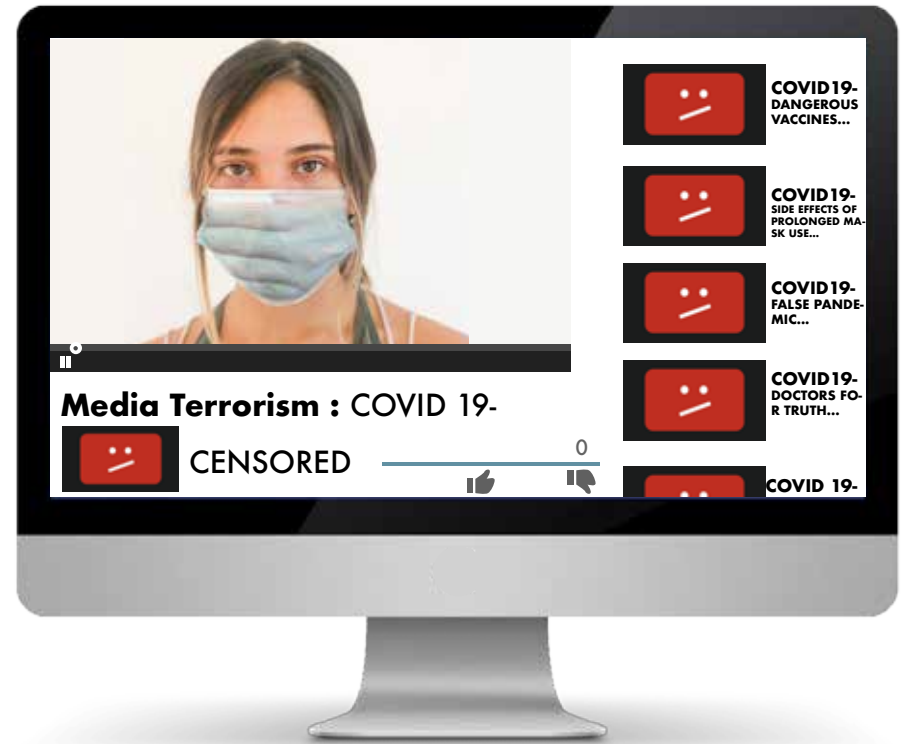 Media Terrorism : COVID 19-
CENSORED
0
COVID19-
DANGEROUS
VACCINES...
COVID19-
SIDE EFFECTS OF
PROLONGED MA-
SK USE...
COVID19-
FALSE PANDE-
MIC...
COVID19-
DOCTORS FO-
R TRUTH...
COVID 19-